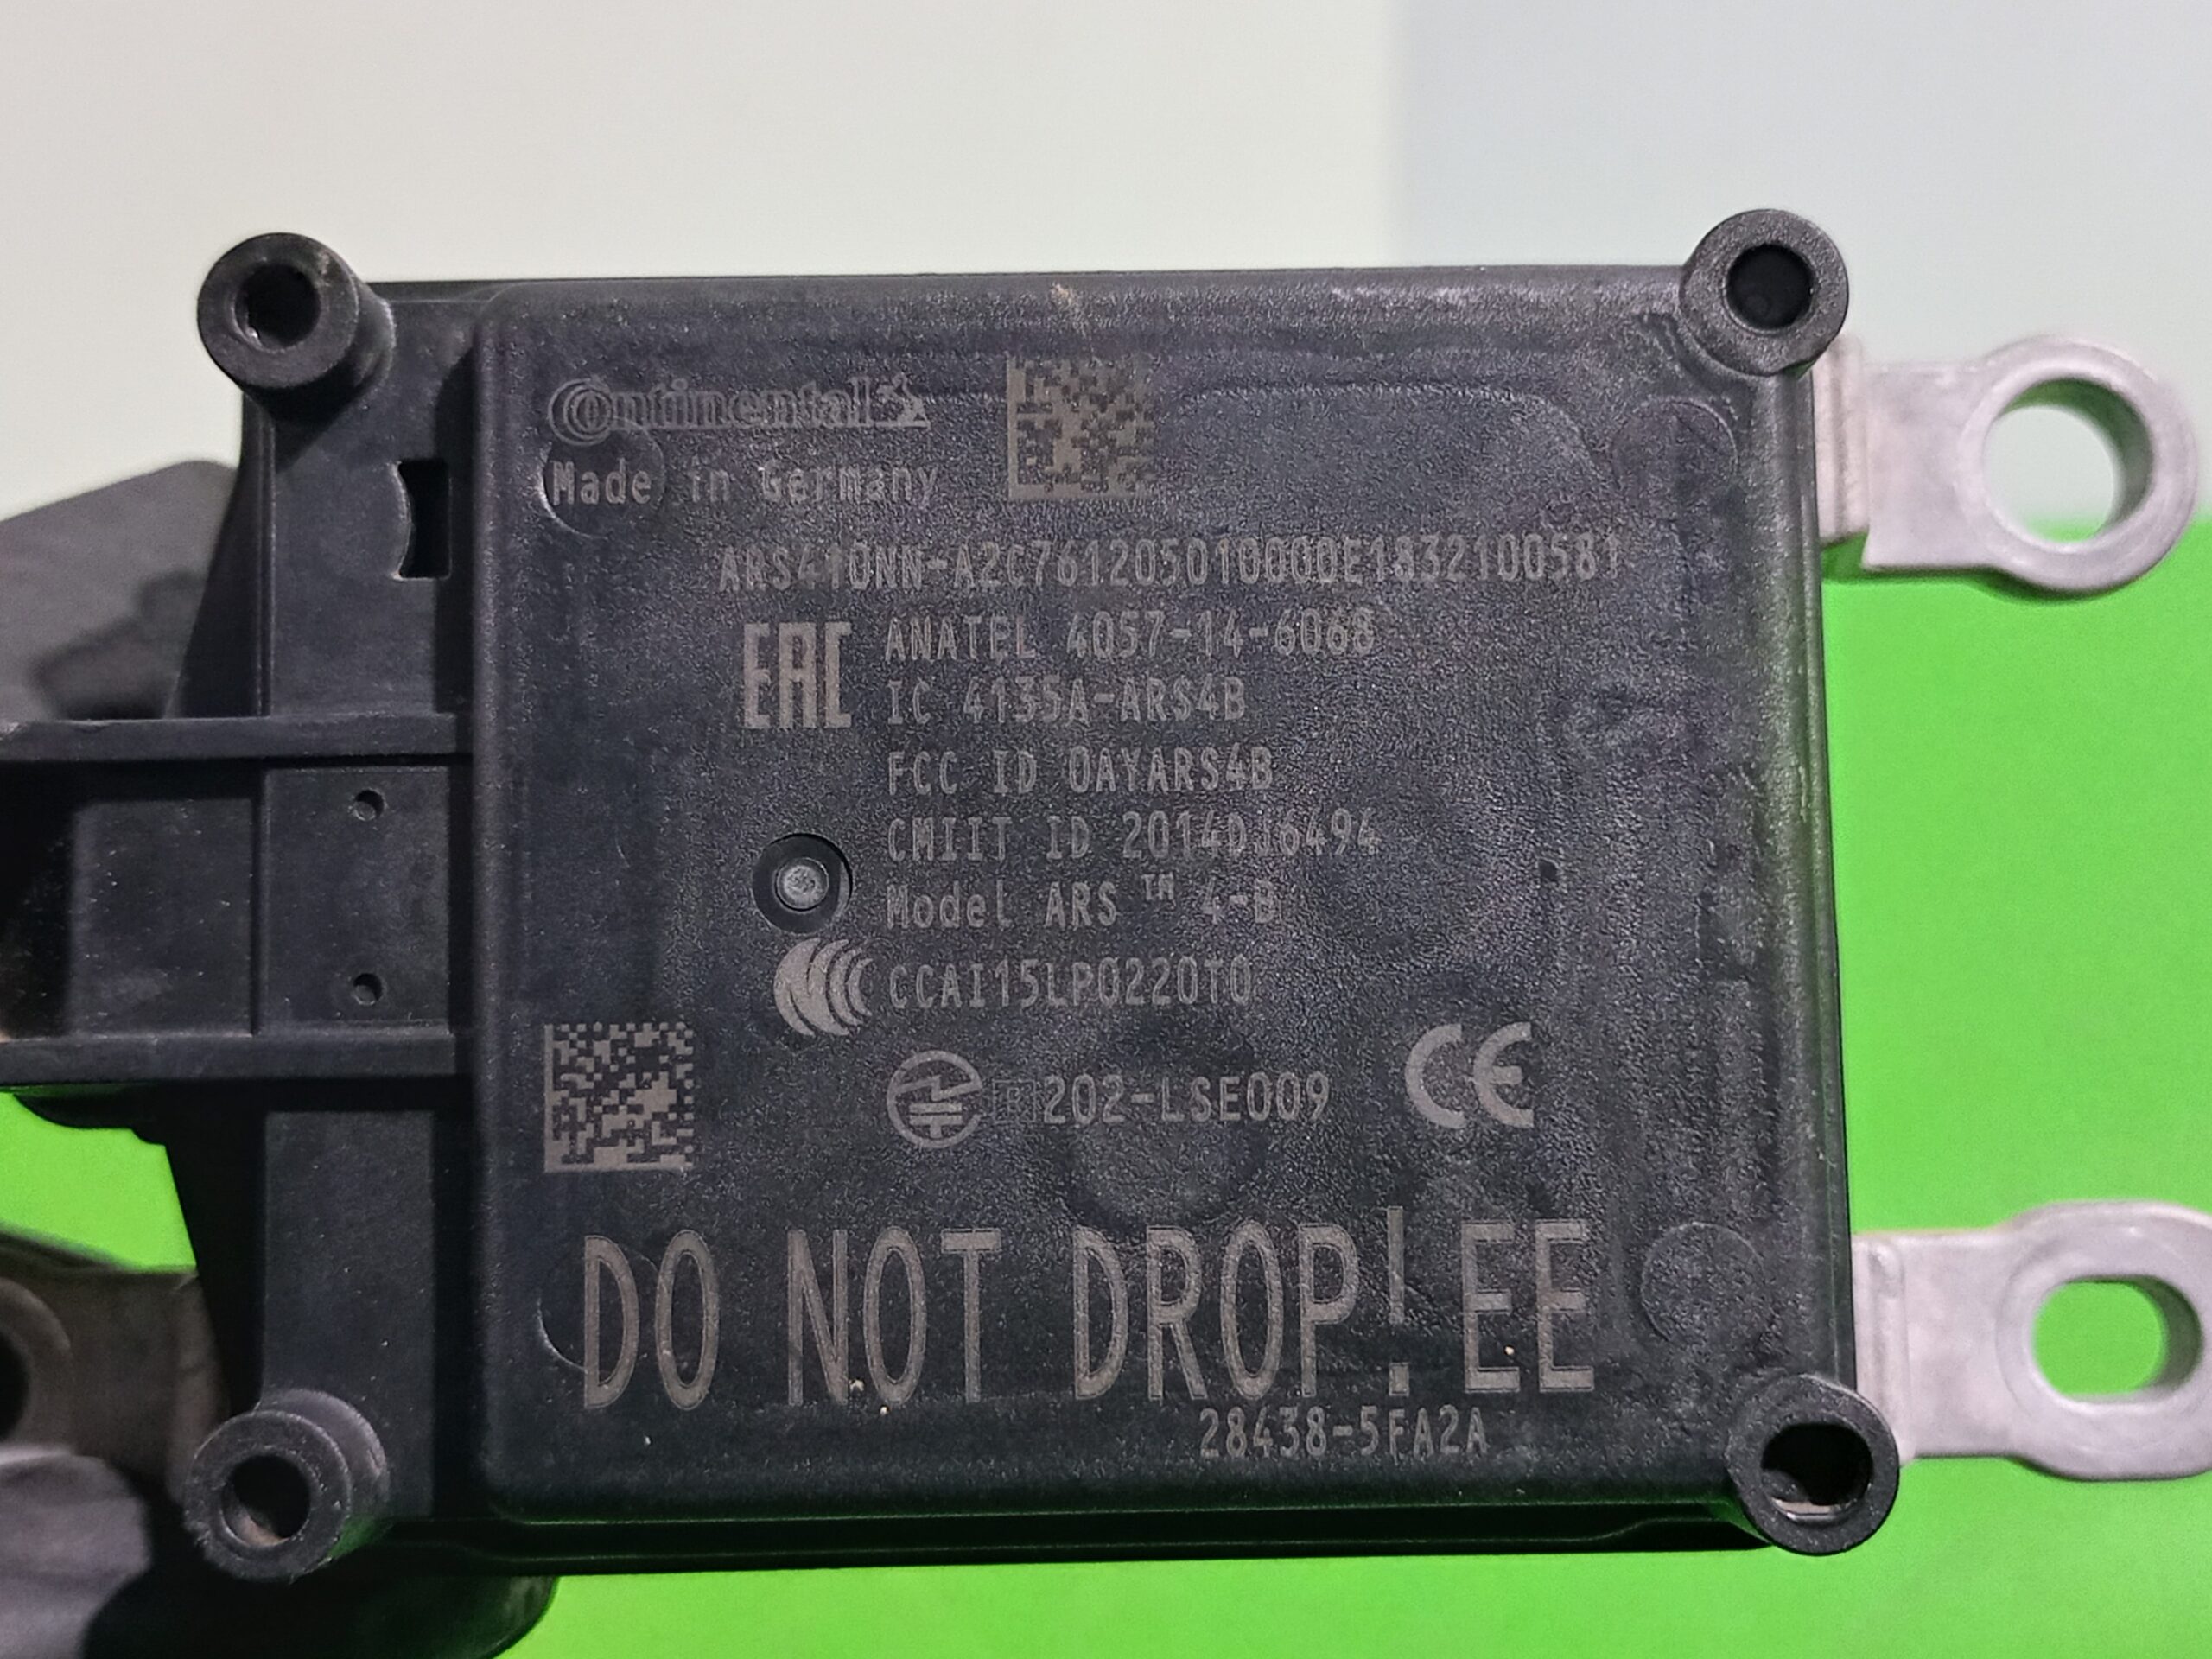 Continental
Made in Germany
ARS410NN-A2C761205010000E1832100581
EAC
ANATEL 4057-14-6068
IC 4135A-ARS4B
FCC ID OAYARS4B
CMIIT ID 2014DJ6494
Model ARS ™ 4-B
CCAI15LP0220T0
R 202-LSE009
CE
DO NOT DROP! EE
28438-5FA2A